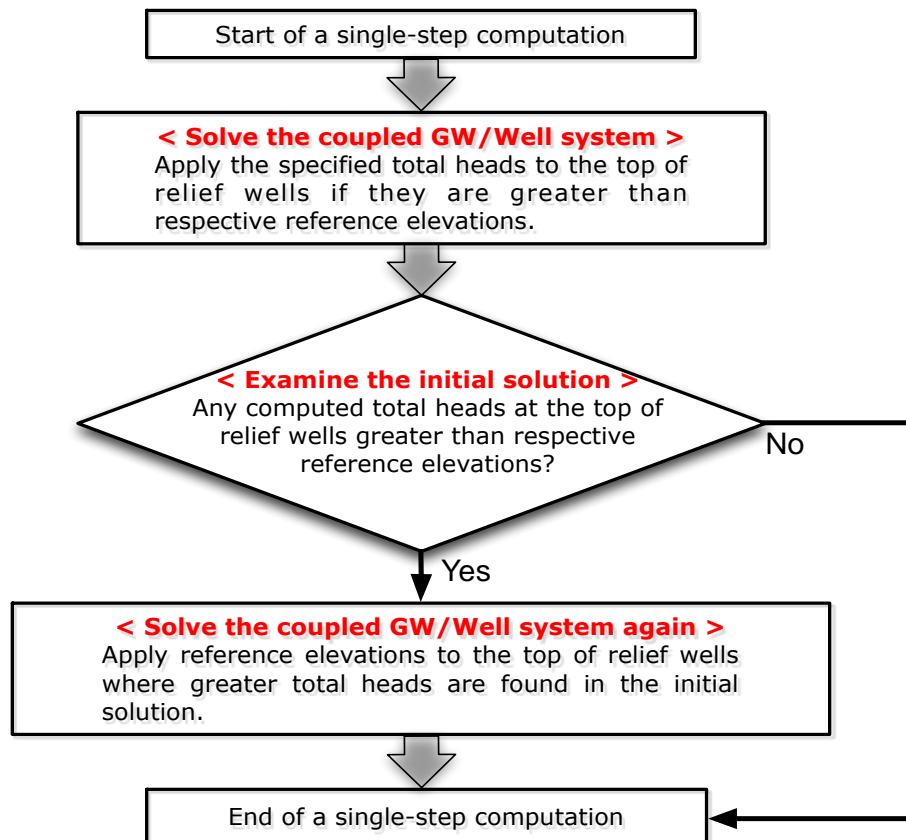 Start of a single-step computation
< Solve the coupled GW/Well system >
Apply the specified total heads to the top of
relief wells if they are greater than
respective reference elevations.
< Examine the initial solution >
Any computed total heads at the top of
relief wells greater than respective
reference elevations?
No
Yes
< Solve the coupled GW/Well system again >
Apply reference elevations to the top of relief wells
where greater total heads are found in the initial
solution.
End of a single-step computation